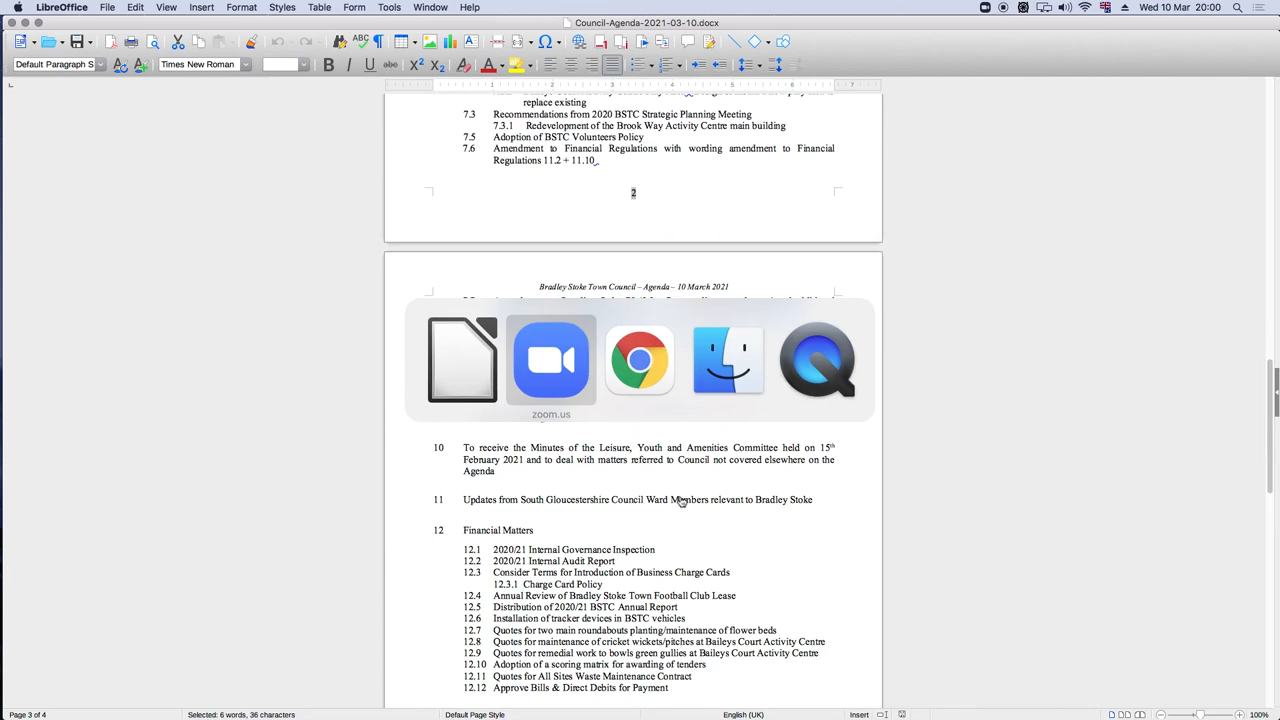 LibreOffice File Edit View Insert Format Styles Table Form Tools Window Help Wed 10 Mar 20:00
Council-Agenda-2021-03-10.docx
Default Paragraph S Times New Roman
1 2 3 4 5 6 7
replace existing
7.3 Recommendations from 2020 BSTC Strategic Planning Meeting
7.3.1 Redevelopment of the Brook Way Activity Centre main building
7.5 Adoption of BSTC Volunteers Policy
7.6 Amendment to Financial Regulations with wording amendment to Financial
Regulations 11.2 + 11.10
2
Bradley Stoke Town Council – Agenda – 10 March 2021
zoom.us
10 To receive the Minutes of the Leisure, Youth and Amenities Committee held on 15th
February 2021 and to deal with matters referred to Council not covered elsewhere on the
Agenda
11 Updates from South Gloucestershire Council Ward Members relevant to Bradley Stoke
12 Financial Matters
12.1 2020/21 Internal Governance Inspection
12.2 2020/21 Internal Audit Report
12.3 Consider Terms for Introduction of Business Charge Cards
12.3.1 Charge Card Policy
12.4 Annual Review of Bradley Stoke Town Football Club Lease
12.5 Distribution of 2020/21 BSTC Annual Report
12.6 Installation of tracker devices in BSTC vehicles
12.7 Quotes for two main roundabouts planting/maintenance of flower beds
12.8 Quotes for maintenance of cricket wickets/pitches at Baileys Court Activity Centre
12.9 Quotes for remedial work to bowls green gullies at Baileys Court Activity Centre
12.10 Adoption of a scoring matrix for awarding of tenders
12.11 Quotes for All Sites Waste Maintenance Contract
12.12 Approve Bills & Direct Debits for Payment
Page 3 of 4 Selected: 6 words, 36 characters Default Page Style English (UK) Insert 100%